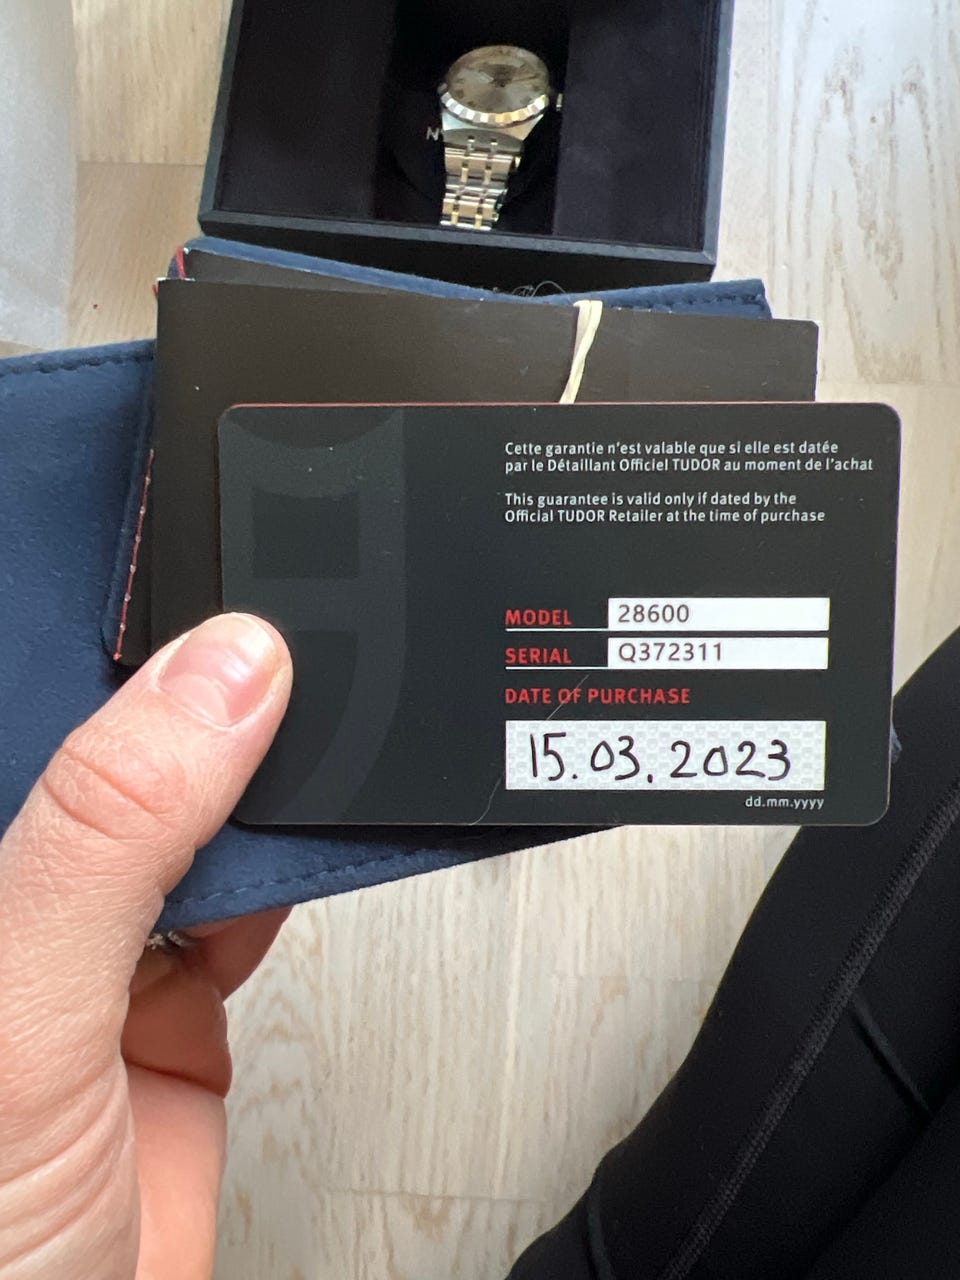 Cette garantie n'est valable que si elle est datée
par le Détaillant Officiel TUDOR au moment de l'achat
This guarantee is valid only if dated by the
Official TUDOR Retailer at the time of purchase
MODEL 28600
SERIAL Q372311
DATE OF PURCHASE
15.03.2023
dd.mm.yyyy